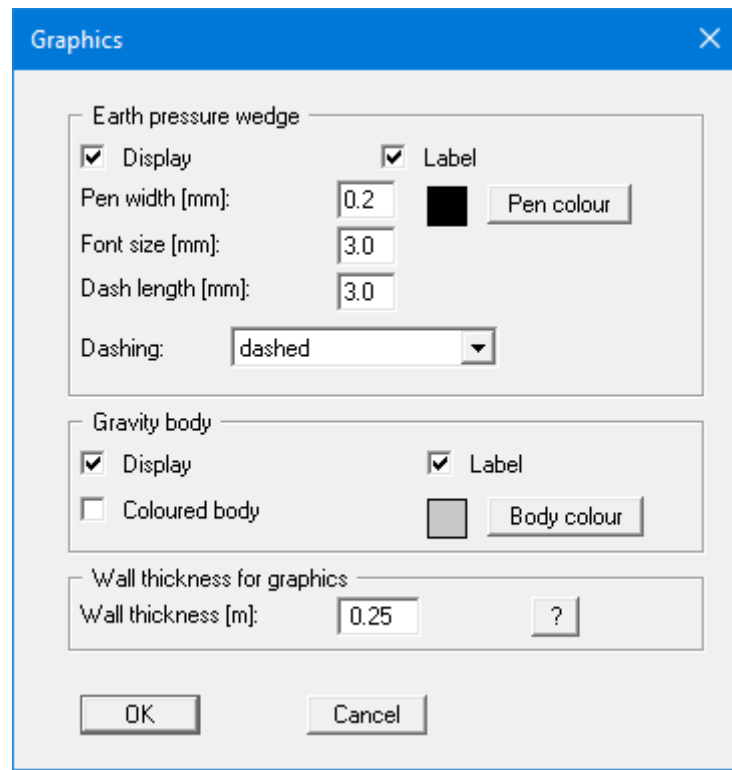 Graphics
Earth pressure wedge
Display Label
Pen width [mm]: 0.2 Pen colour
Font size [mm]: 3.0
Dash length [mm]: 3.0
Dashing: dashed
Gravity body
Display Label
Coloured body Body colour
Wall thickness for graphics
Wall thickness [m]: 0.25 ?
OK Cancel